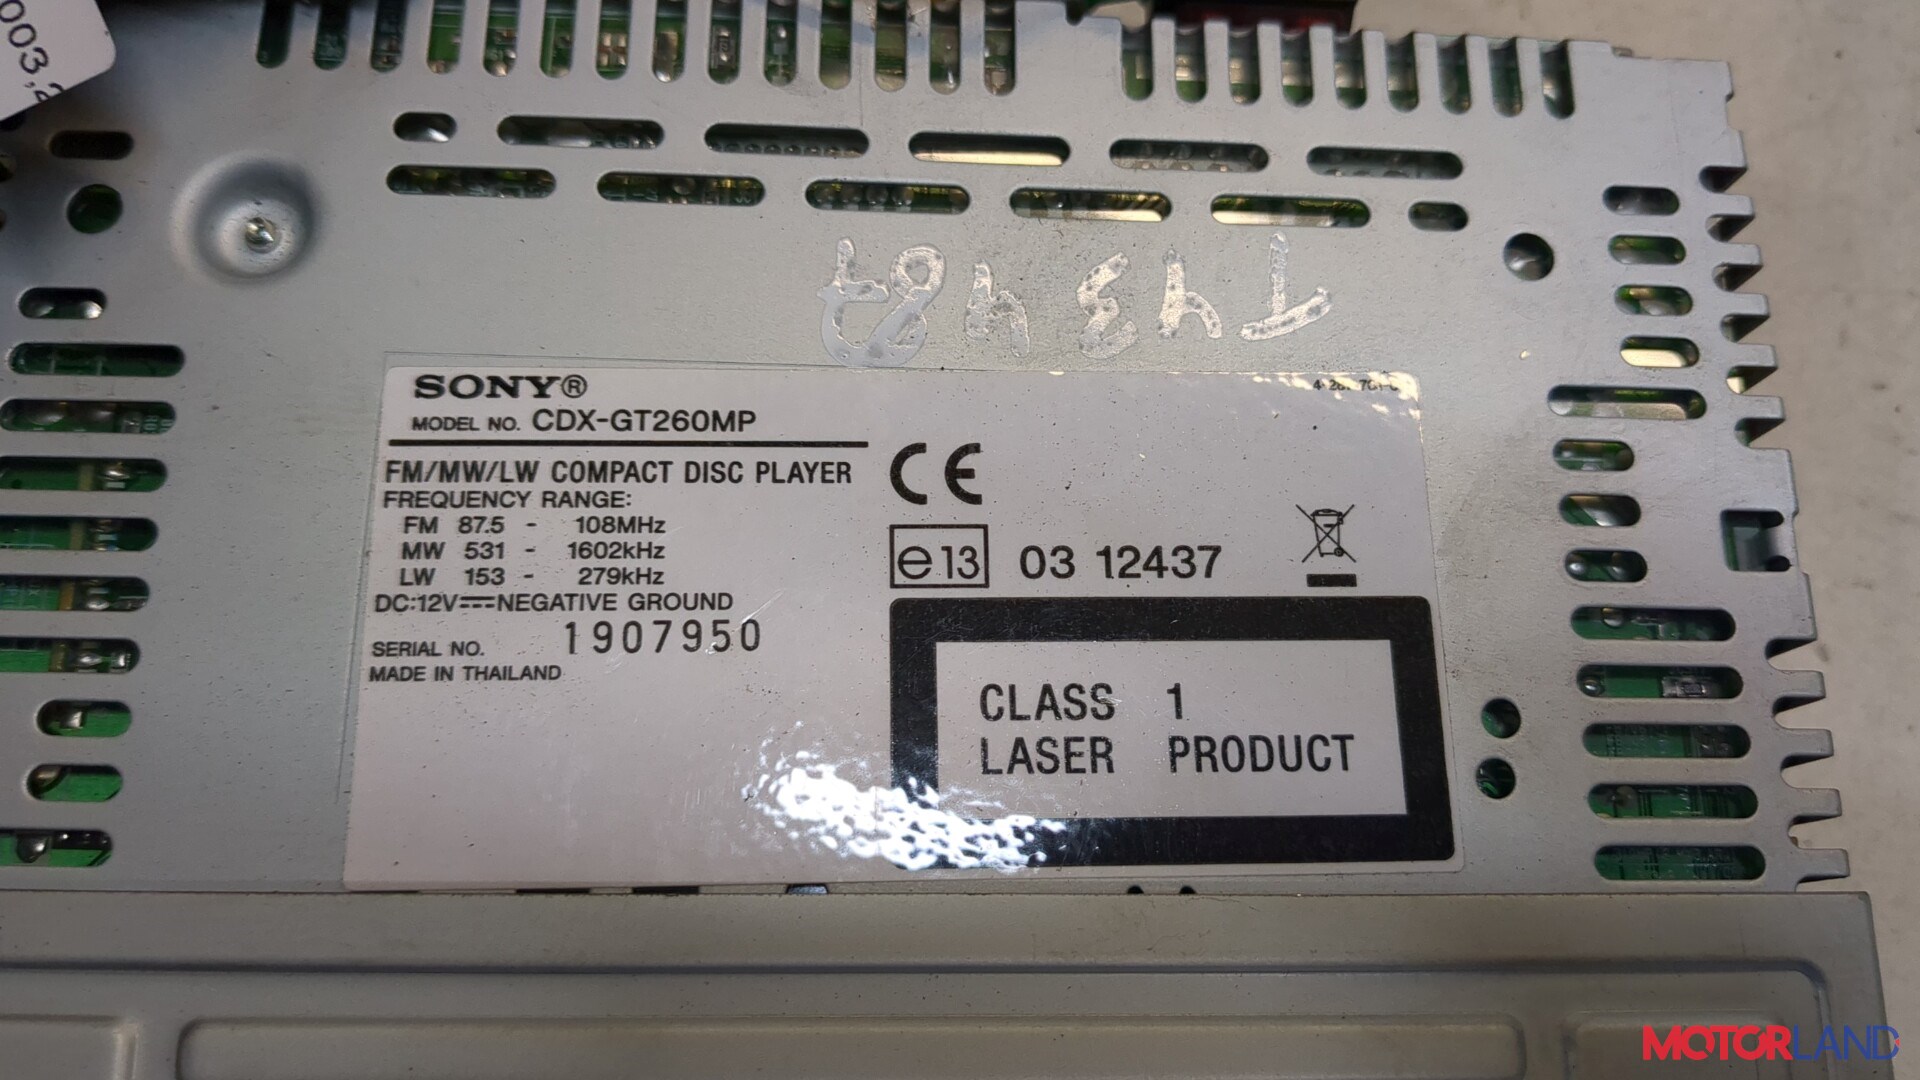 003,2
SONY®
MODEL NO. CDX-GT260MP
FM/MW/LW COMPACT DISC PLAYER
FREQUENCY RANGE:
FM 87.5 - 108MHz
MW 531 - 1602kHz
LW 153 - 279kHz
DC:12V⎓NEGATIVE GROUND
SERIAL NO. 1907950
MADE IN THAILAND
CE
e13 03 12437
CLASS 1
LASER PRODUCT
MOTORLAND